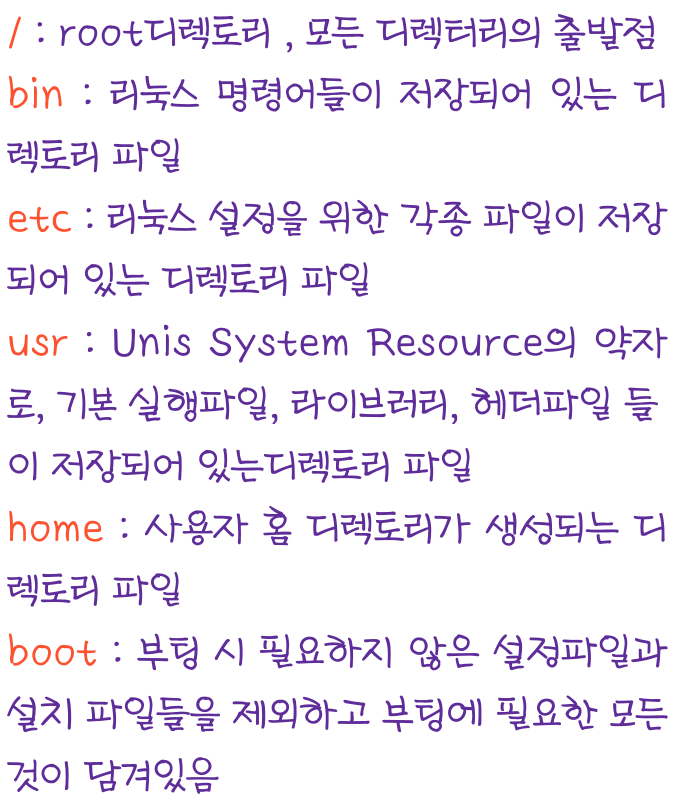 / : root디렉토리 , 모든 디렉터리의 출발점
bin : 리눅스 명령어들이 저장되어 있는 디
렉토리 파일
etc : 리눅스 설정을 위한 각종 파일이 저장
되어 있는 디렉토리 파일
usr : Unis System Resource의 약자
로, 기본 실행파일, 라이브러리, 헤더파일 들
이 저장되어 있는디렉토리 파일
home : 사용자 홈 디렉토리가 생성되는 디
렉토리 파일
boot : 부팅 시 필요하지 않은 설정파일과
설치 파일들을 제외하고 부팅에 필요한 모든
것이 담겨있음